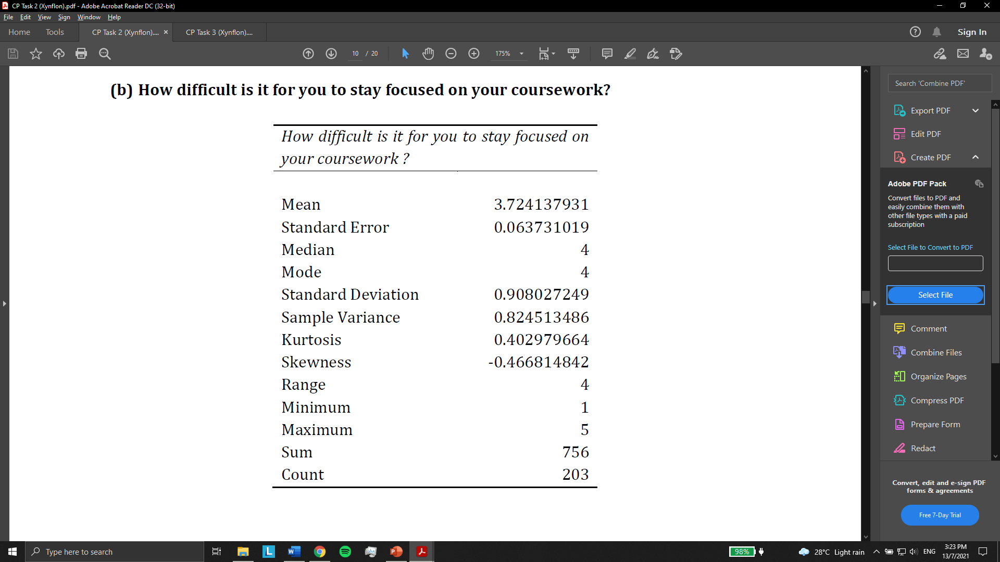 CP Task 2 (Xynflon).pdf - Adobe Acrobat Reader DC (32-bit)
File Edit View Sign Window Help
Home Tools CP Task 2 (Xynflon).... × CP Task 3 (Xynflon).... Sign In
10 / 20 175%
(b) How difficult is it for you to stay focused on your coursework?
How difficult is it for you to stay focused on
your coursework ?
Mean 3.724137931
Standard Error 0.063731019
Median 4
Mode 4
Standard Deviation 0.908027249
Sample Variance 0.824513486
Kurtosis 0.402979664
Skewness -0.466814842
Range 4
Minimum 1
Maximum 5
Sum 756
Count 203
Search 'Combine PDF'
Export PDF
Edit PDF
Create PDF
Adobe PDF Pack
Convert files to PDF and
easily combine them with
other file types with a paid
subscription
Select File to Convert to PDF
Select File
Comment
Combine Files
Organize Pages
Compress PDF
Prepare Form
Redact
Convert, edit and e-sign PDF
forms & agreements
Free 7-Day Trial
Type here to search
98% 28°C Light rain ENG
3:23 PM
13/7/2021